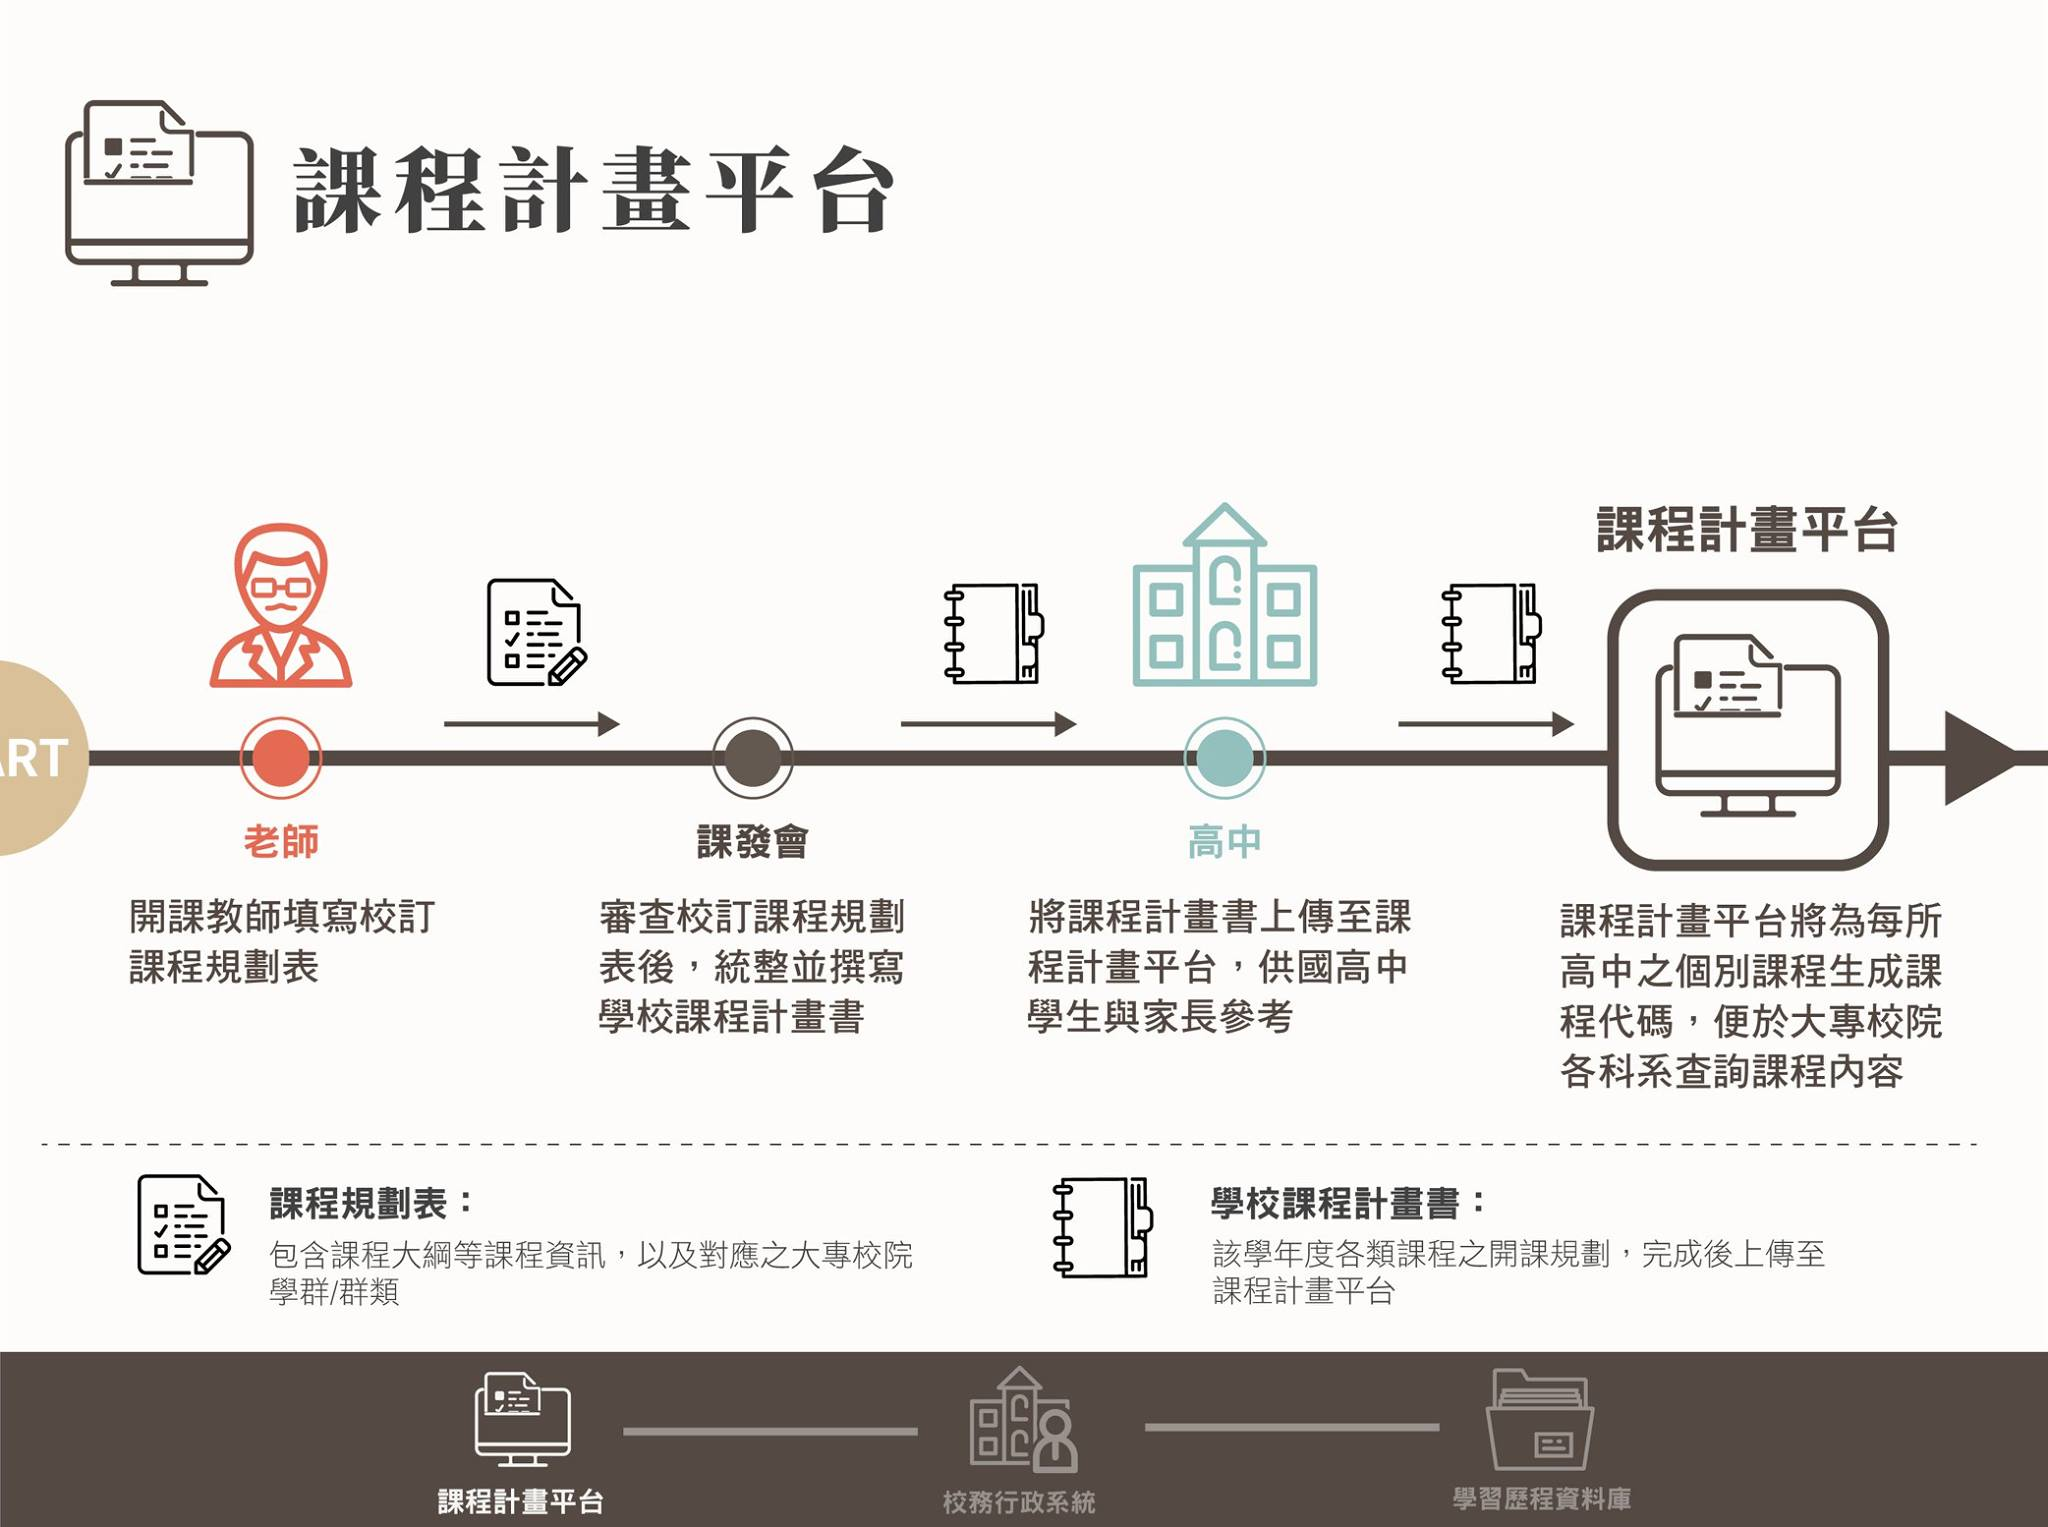 課程計畫平台
課程計畫平台
ART
老師
開課教師填寫校訂
課程規劃表
課發會
審查校訂課程規劃
表後，統整並撰寫
學校課程計畫書
高中
將課程計畫書上傳至課
程計畫平台，供國高中
學生與家長參考
課程計畫平台將為每所
高中之個別課程生成課
程代碼，便於大專校院
各科系查詢課程內容
課程規劃表：
包含課程大綱等課程資訊，以及對應之大專校院
學群/群類
學校課程計畫書：
該學年度各類課程之開課規劃，完成後上傳至
課程計畫平台
課程計畫平台
校務行政系統
學習歷程資料庫